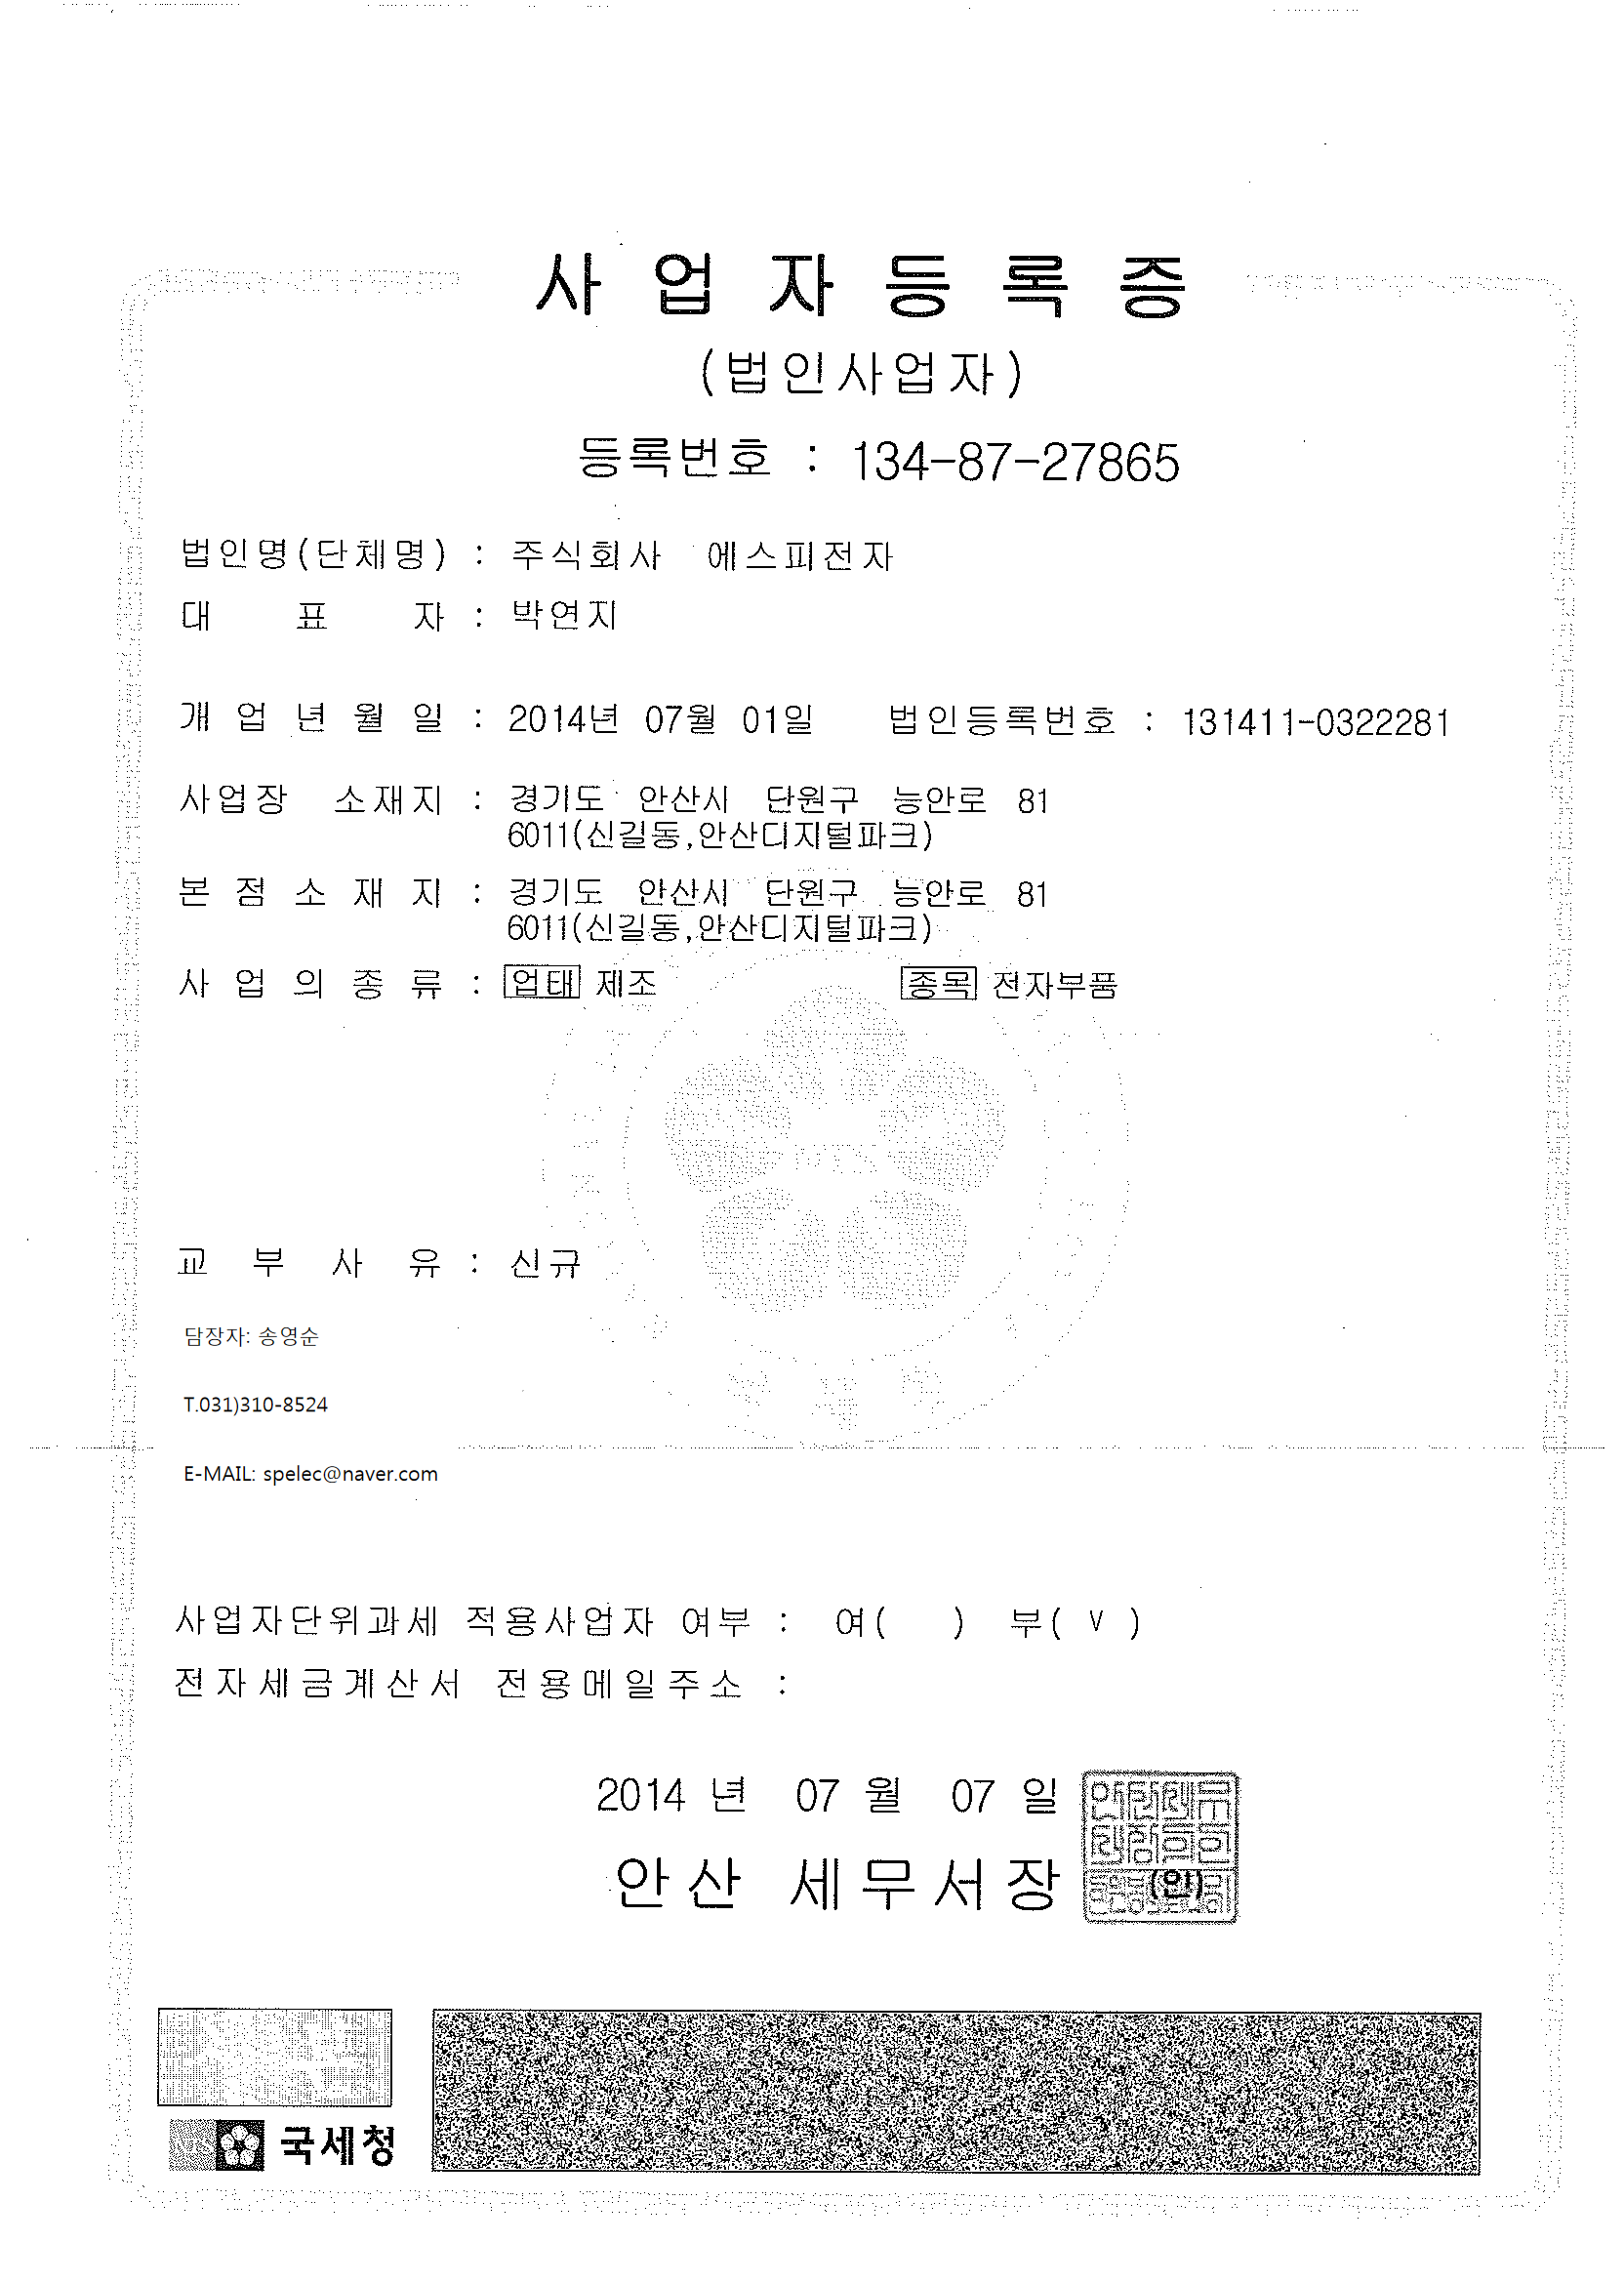 사업자등록증
(법인사업자)
등록번호 : 134-87-27865
법인명(단체명) : 주식회사 에스피전자
대 표 자 : 박연지
개 업 년 월 일 : 2014년 07월 01일 법인등록번호 : 131411-0322281
사업장 소재지 : 경기도 안산시 단원구 능안로 81
6011(신길동,안산디지털파크)
본 점 소 재 지 : 경기도 안산시 단원구 능안로 81
6011(신길동,안산디지털파크)
사 업 의 종 류 : 업태 제조 종목 전자부품
교 부 사 유 : 신규
담장자: 송영순
T.031)310-8524
E-MAIL: spelec@naver.com
사업자단위과세 적용사업자 여부 : 여( ) 부( V )
전자세금계산서 전용메일주소 :
2014 년 07 월 07 일
안산 세무서장 (인)
NTS 국세청